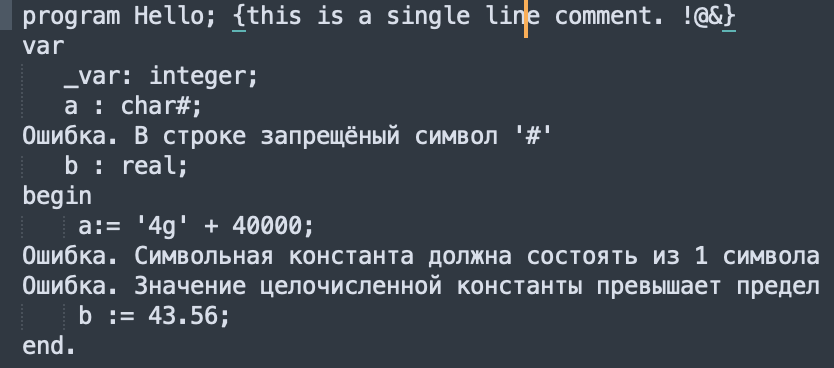 program Hello; {this is a single line comment. !@&}
var
   _var: integer;
   a : char#;
Ошибка. В строке запрещёный символ '#'
   b : real;
begin
    a:= '4g' + 40000;
Ошибка. Символьная константа должна состоять из 1 символа
Ошибка. Значение целочисленной константы превышает предел
    b := 43.56;
end.